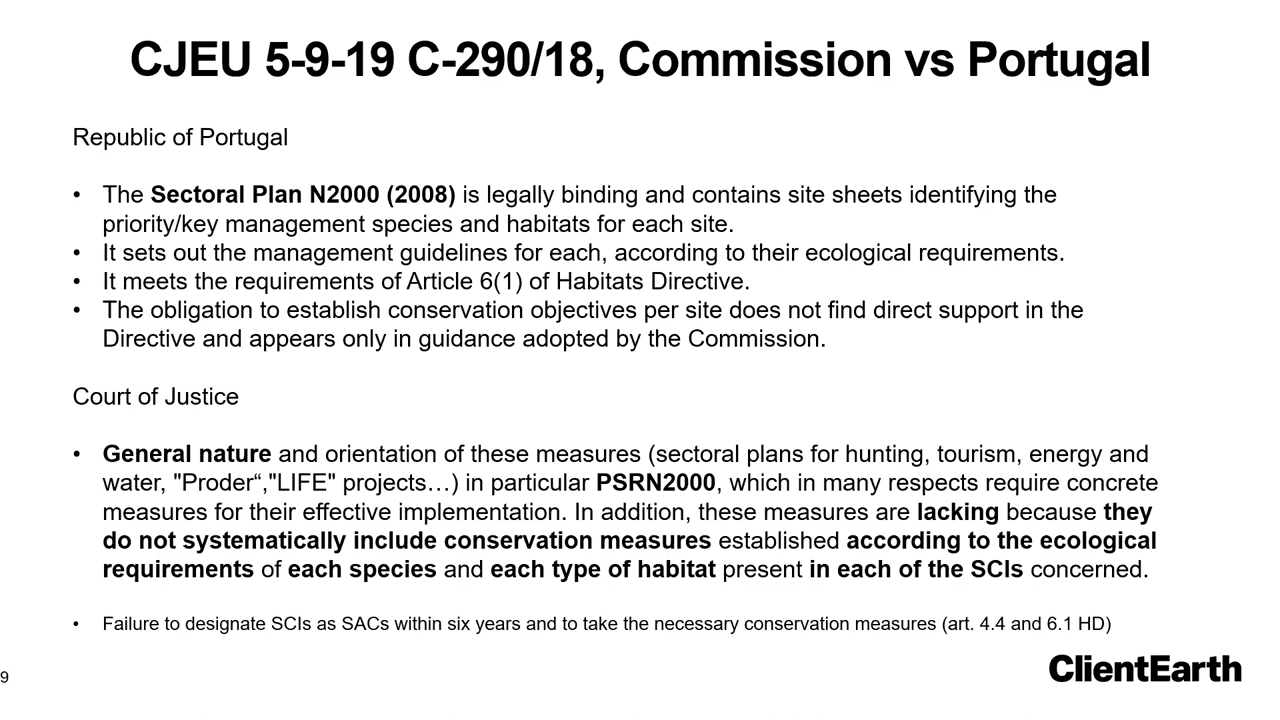 CJEU 5-9-19 C-290/18, Commission vs Portugal
Republic of Portugal
• The Sectoral Plan N2000 (2008) is legally binding and contains site sheets identifying the
priority/key management species and habitats for each site.
• It sets out the management guidelines for each, according to their ecological requirements.
• It meets the requirements of Article 6(1) of Habitats Directive.
• The obligation to establish conservation objectives per site does not find direct support in the
Directive and appears only in guidance adopted by the Commission.
Court of Justice
• General nature and orientation of these measures (sectoral plans for hunting, tourism, energy and
water, "Proder“,"LIFE" projects…) in particular PSRN2000, which in many respects require concrete
measures for their effective implementation. In addition, these measures are lacking because they
do not systematically include conservation measures established according to the ecological
requirements of each species and each type of habitat present in each of the SCIs concerned.
• Failure to designate SCIs as SACs within six years and to take the necessary conservation measures (art. 4.4 and 6.1 HD)
ClientEarth
9